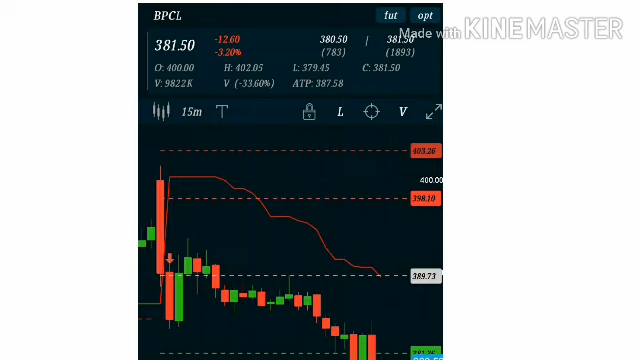 BPCL
fut opt
Made with KINEMASTER
381.50
-12.60
-3.20%
380.50
(783)
|
381.50
(1893)
O: 400.00 H: 402.05 L: 379.45 C: 381.50
V: 9822K V (-33.60%) ATP: 387.58
15m T L V
403.26
400.00
398.10
389.73